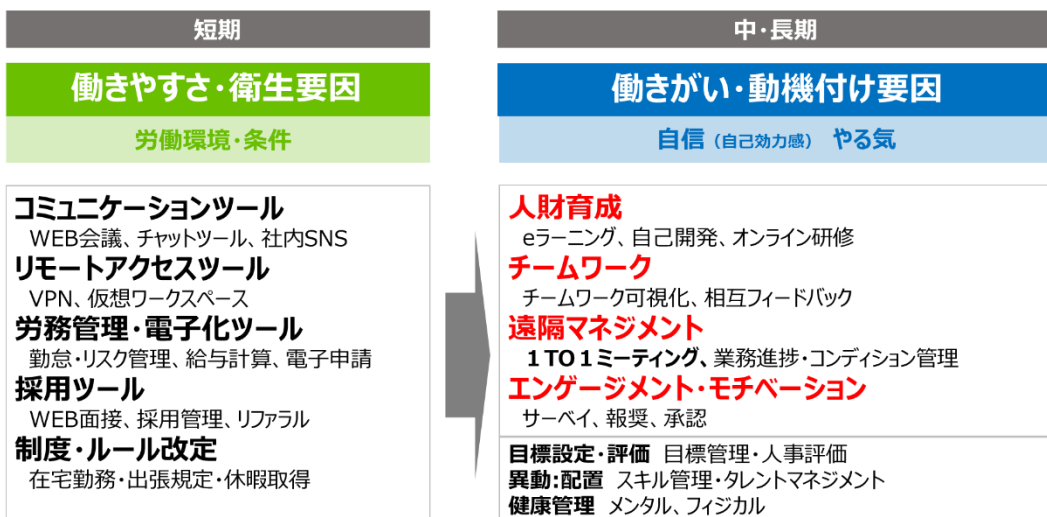 短期
働きやすさ・衛生要因
労働環境・条件
コミュニケーションツール
WEB会議、チャットツール、社内SNS
リモートアクセスツール
VPN、仮想ワークスペース
労務管理・電子化ツール
勤怠・リスク管理、給与計算、電子申請
採用ツール
WEB面接、採用管理、リファラル
制度・ルール改定
在宅勤務・出張規定・休暇取得
中・長期
働きがい・動機付け要因
自信（自己効力感） やる気
人財育成
eラーニング、自己開発、オンライン研修
チームワーク
チームワーク可視化、相互フィードバック
遠隔マネジメント
1TO1ミーティング、業務進捗・コンディション管理
エンゲージメント・モチベーション
サーベイ、報奨、承認
目標設定・評価 目標管理・人事評価
異動:配置 スキル管理・タレントマネジメント
健康管理 メンタル、フィジカル